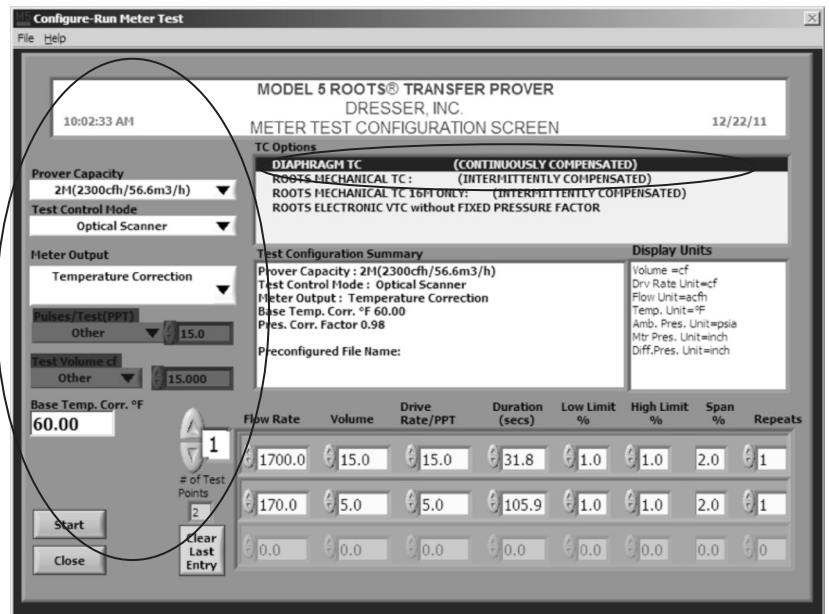 Configure-Run Meter Test
File Help
MODEL 5 ROOTS® TRANSFER PROVER
DRESSER, INC.
METER TEST CONFIGURATION SCREEN
10:02:33 AM
12/22/11
TC Options
DIAPHRAGM TC (CONTINUOUSLY COMPENSATED)
ROOTS MECHANICAL TC : (INTERMITTENTLY COMPENSATED)
ROOTS MECHANICAL TC 16M ONLY: (INTERMITTENTLY COMPENSATED)
ROOTS ELECTRONIC VTC without FIXED PRESSURE FACTOR
Prover Capacity
2M(2300cfh/56.6m3/h)
Test Control Mode
Optical Scanner
Meter Output
Temperature Correction
Pulses/Test(PPT)
Other 15.0
Test Volume cf
Other 15.000
Base Temp. Corr. °F
60.00
Test Configuration Summary
Prover Capacity : 2M(2300cfh/56.6m3/h)
Test Control Mode : Optical Scanner
Meter Output : Temperature Correction
Base Temp. Corr. °F 60.00
Pres. Corr. Factor 0.98
Preconfigured File Name:
Display Units
Volume =cf
Drv Rate Unit=cf
Flow Unit=acfh
Temp. Unit=°F
Amb. Pres. Unit=psia
Mtr Pres. Unit=inch
Diff.Pres. Unit=inch
1
# of Test
Points
2
Clear
Last
Entry
Start
Close
Flow Rate Volume Drive Rate/PPT Duration (secs) Low Limit % High Limit % Span % Repeats
1700.0 15.0 15.0 31.8 1.0 1.0 2.0 1
170.0 5.0 5.0 105.9 1.0 1.0 2.0 1
0.0 0.0 0.0 0.0 0.0 0.0 0.0 0